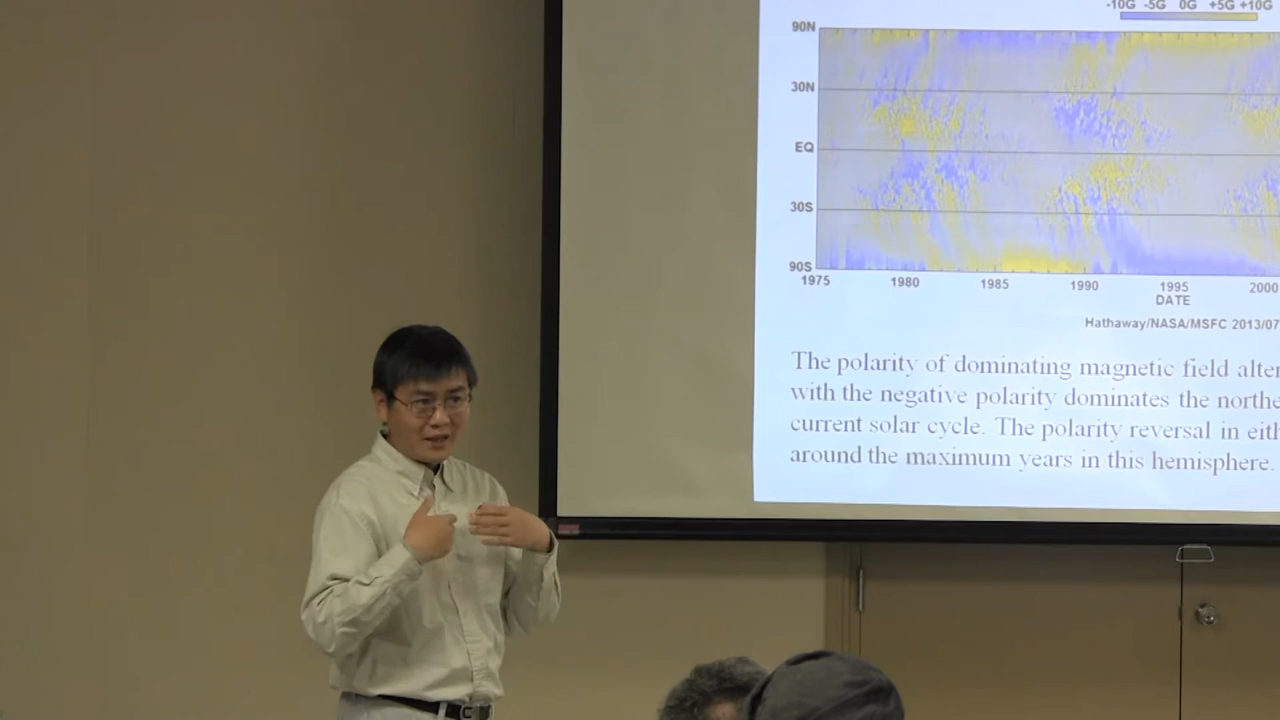 -10G -5G 0G +5G +10G
90N
30N
EQ
30S
90S
1975 1980 1985 1990 1995 2000
DATE
Hathaway/NASA/MSFC 2013/07
The polarity of dominating magnetic field alter
with the negative polarity dominates the northe
current solar cycle. The polarity reversal in eit
around the maximum years in this hemisphere.